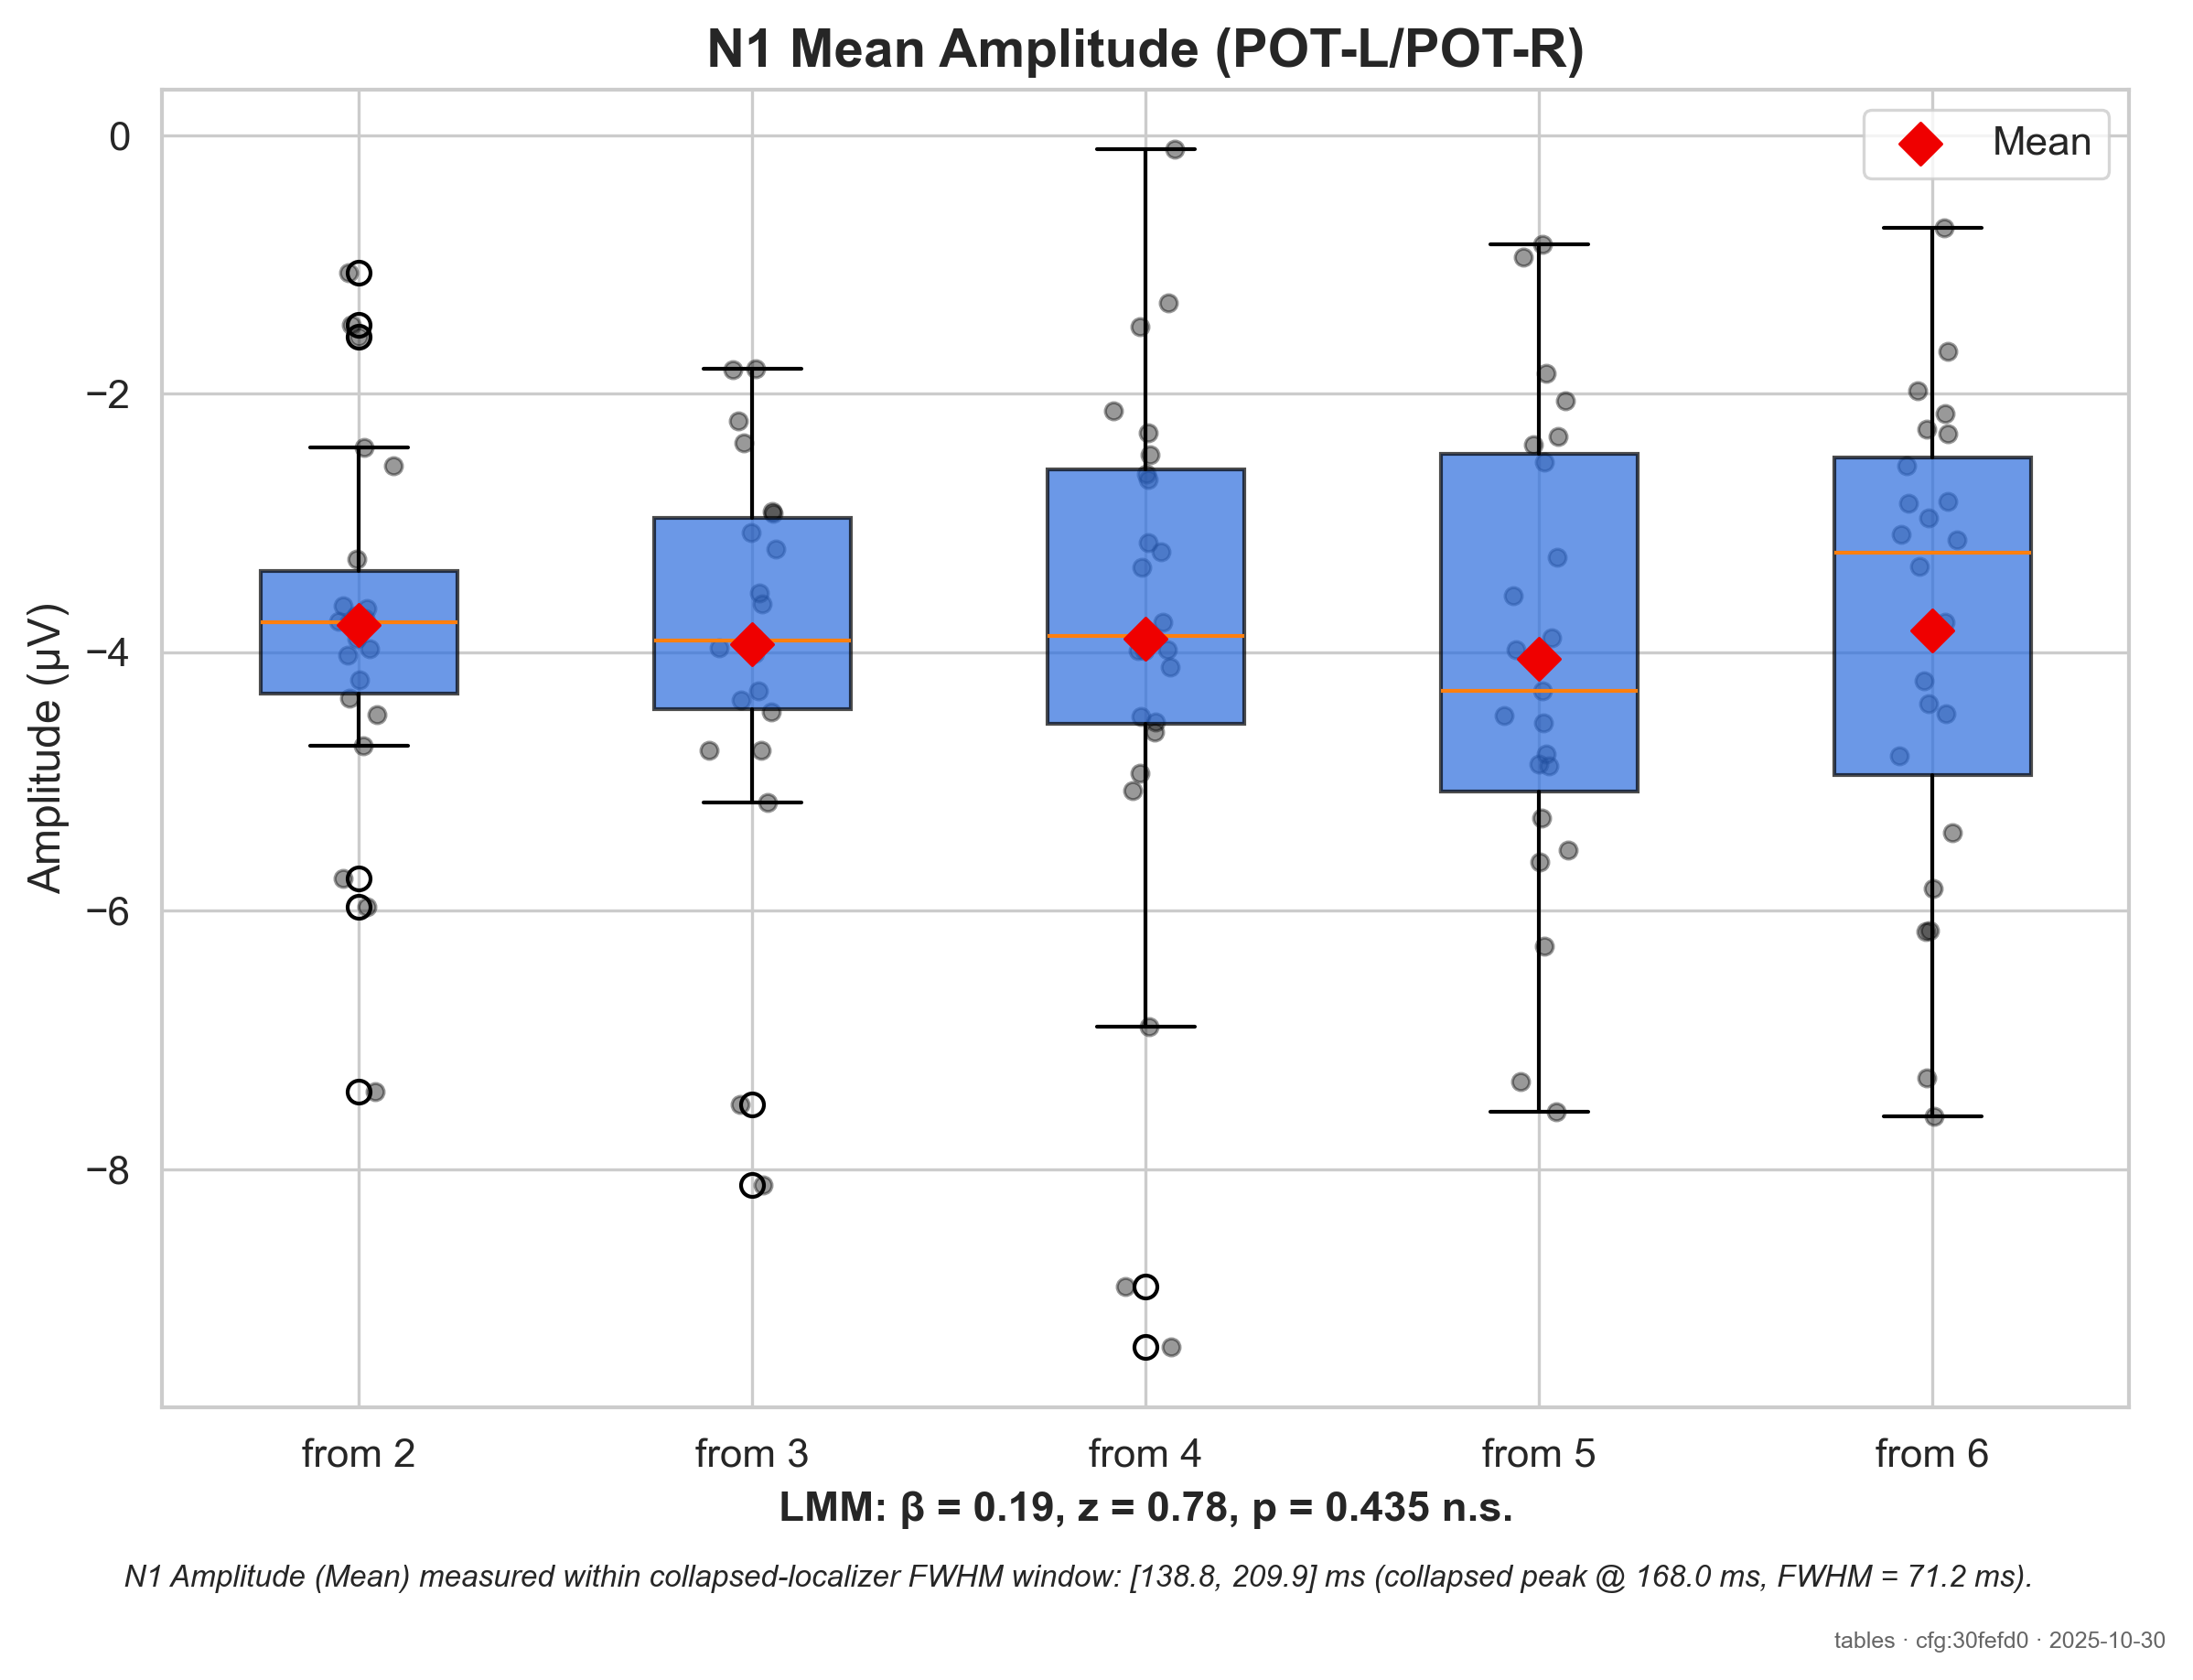 N1 Mean Amplitude (POT-L/POT-R)
Mean
0
−2
−4
−6
−8
Amplitude (µV)
from 2 from 3 from 4 from 5 from 6
LMM: β = 0.19, z = 0.78, p = 0.435 n.s.
N1 Amplitude (Mean) measured within collapsed-localizer FWHM window: [138.8, 209.9] ms (collapsed peak @ 168.0 ms, FWHM = 71.2 ms).
tables · cfg:30fefd0 · 2025-10-30